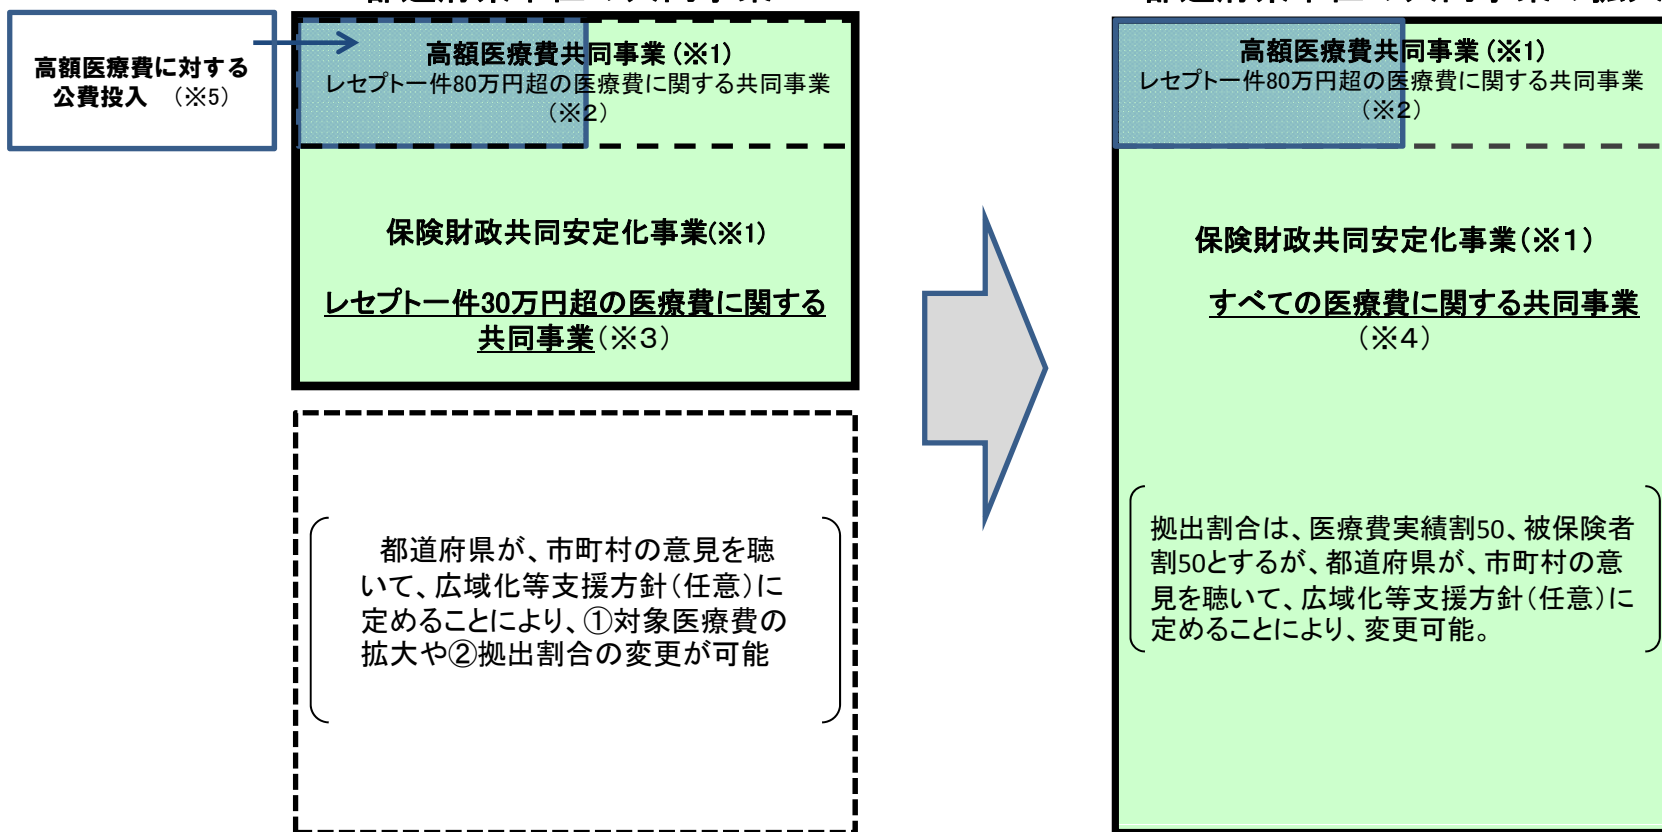 高額医療費に対する
公費投入 （※5）
高額医療費共同事業（※1）
レセプト一件80万円超の医療費に関する共同事業
（※2）
保険財政共同安定化事業(※1)
レセプト一件30万円超の医療費に関する
共同事業（※3）
都道府県が、市町村の意見を聴
いて、広域化等支援方針（任意）に
定めることにより、①対象医療費の
拡大や②拠出割合の変更が可能
高額医療費共同事業（※1）
レセプト一件80万円超の医療費に関する共同事業
（※2）
保険財政共同安定化事業（※1）
すべての医療費に関する共同事業
（※4）
拠出割合は、医療費実績割50、被保険者
割50とするが、都道府県が、市町村の意
見を聴いて、広域化等支援方針（任意）に
定めることにより、変更可能。